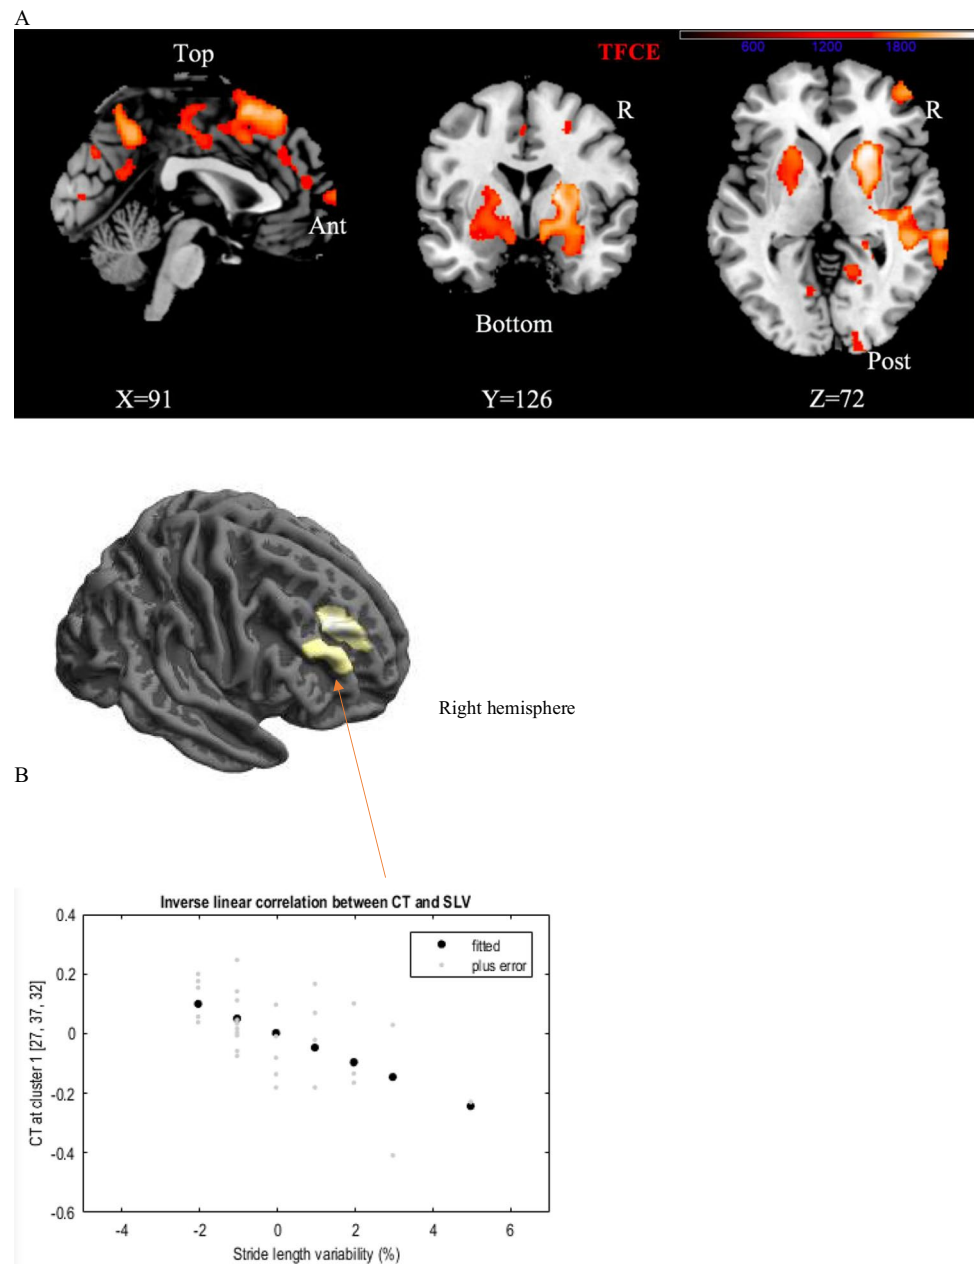 A
Top
TFCE
600 1200 1800
R
R
Ant
Bottom
Post
X=91
Y=126
Z=72
Right hemisphere
B
Inverse linear correlation between CT and SLV
fitted
plus error
CT at cluster 1 [27, 37, 32]
0.4
0.2
0
-0.2
-0.4
-0.6
-4 -2 0 2 4 6
Stride length variability (%)